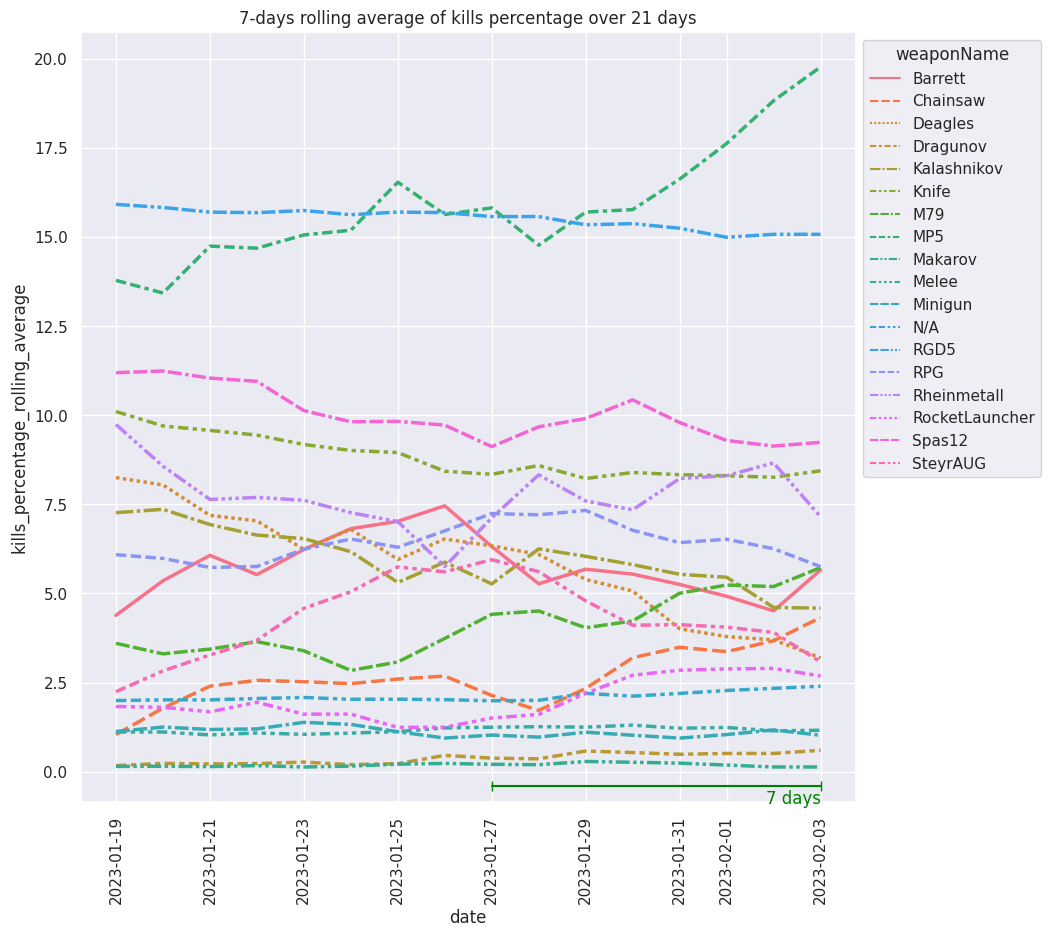 7-days rolling average of kills percentage over 21 days
kills_percentage_rolling_average
20.0
17.5
15.0
12.5
10.0
7.5
5.0
2.5
0.0
7 days
2023-01-19
2023-01-21
2023-01-23
2023-01-25
2023-01-27
2023-01-29
2023-01-31
2023-02-01
2023-02-03
date
weaponName
Barrett
Chainsaw
Deagles
Dragunov
Kalashnikov
Knife
M79
MP5
Makarov
Melee
Minigun
N/A
RGD5
RPG
Rheinmetall
RocketLauncher
Spas12
SteyrAUG